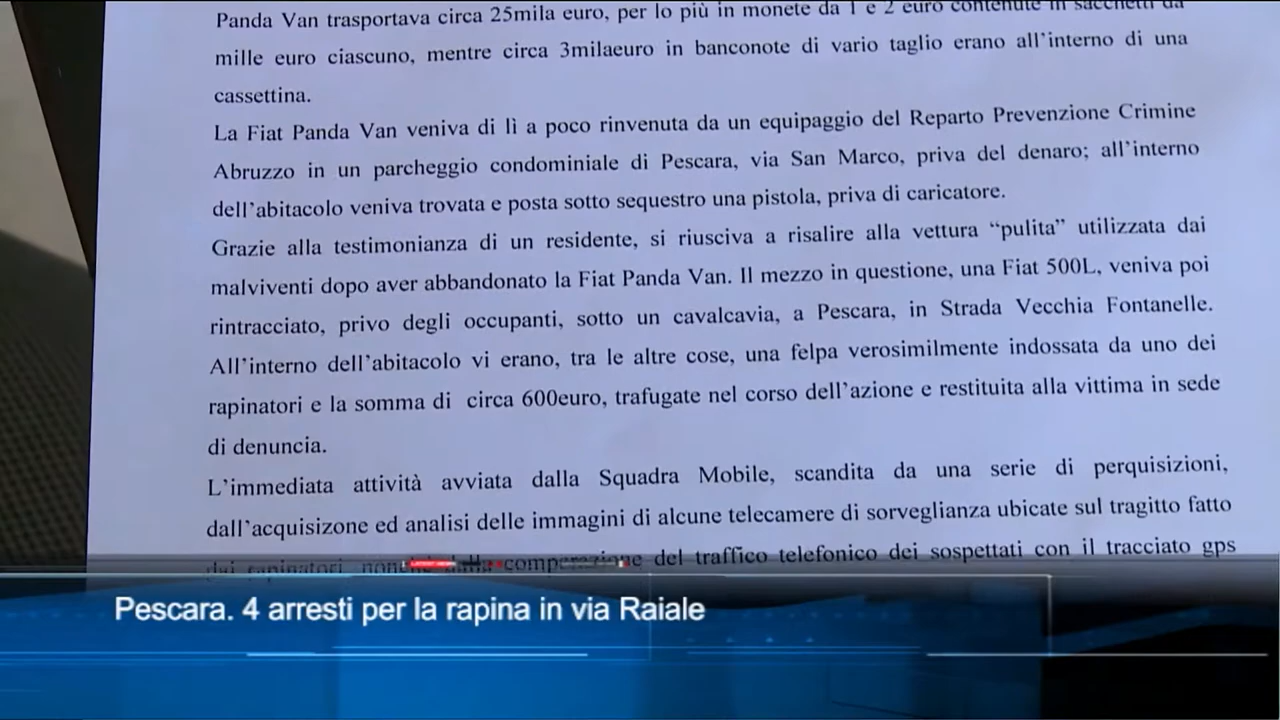 Panda Van trasportava circa 25mila euro, per lo più in monete da 1 e 2 euro contenute in sacchetti da
mille euro ciascuno, mentre circa 3milaeuro in banconote di vario taglio erano all'interno di una
cassettina.
La Fiat Panda Van veniva di lì a poco rinvenuta da un equipaggio del Reparto Prevenzione Crimine
Abruzzo in un parcheggio condominiale di Pescara, via San Marco, priva del denaro; all'interno
dell'abitacolo veniva trovata e posta sotto sequestro una pistola, priva di caricatore.
Grazie alla testimonianza di un residente, si riusciva a risalire alla vettura “pulita” utilizzata dai
malviventi dopo aver abbandonato la Fiat Panda Van. Il mezzo in questione, una Fiat 500L, veniva poi
rintracciato, privo degli occupanti, sotto un cavalcavia, a Pescara, in Strada Vecchia Fontanelle.
All'interno dell'abitacolo vi erano, tra le altre cose, una felpa verosimilmente indossata da uno dei
rapinatori e la somma di circa 600euro, trafugate nel corso dell'azione e restituita alla vittima in sede
di denuncia.
L'immediata attività avviata dalla Squadra Mobile, scandita da una serie di perquisizioni,
dall'acquisizone ed analisi delle immagini di alcune telecamere di sorveglianza ubicate sul tragitto fatto
dai rapinatori del traffico telefonico dei sospettati con il tracciato gps
Pescara. 4 arresti per la rapina in via Raiale